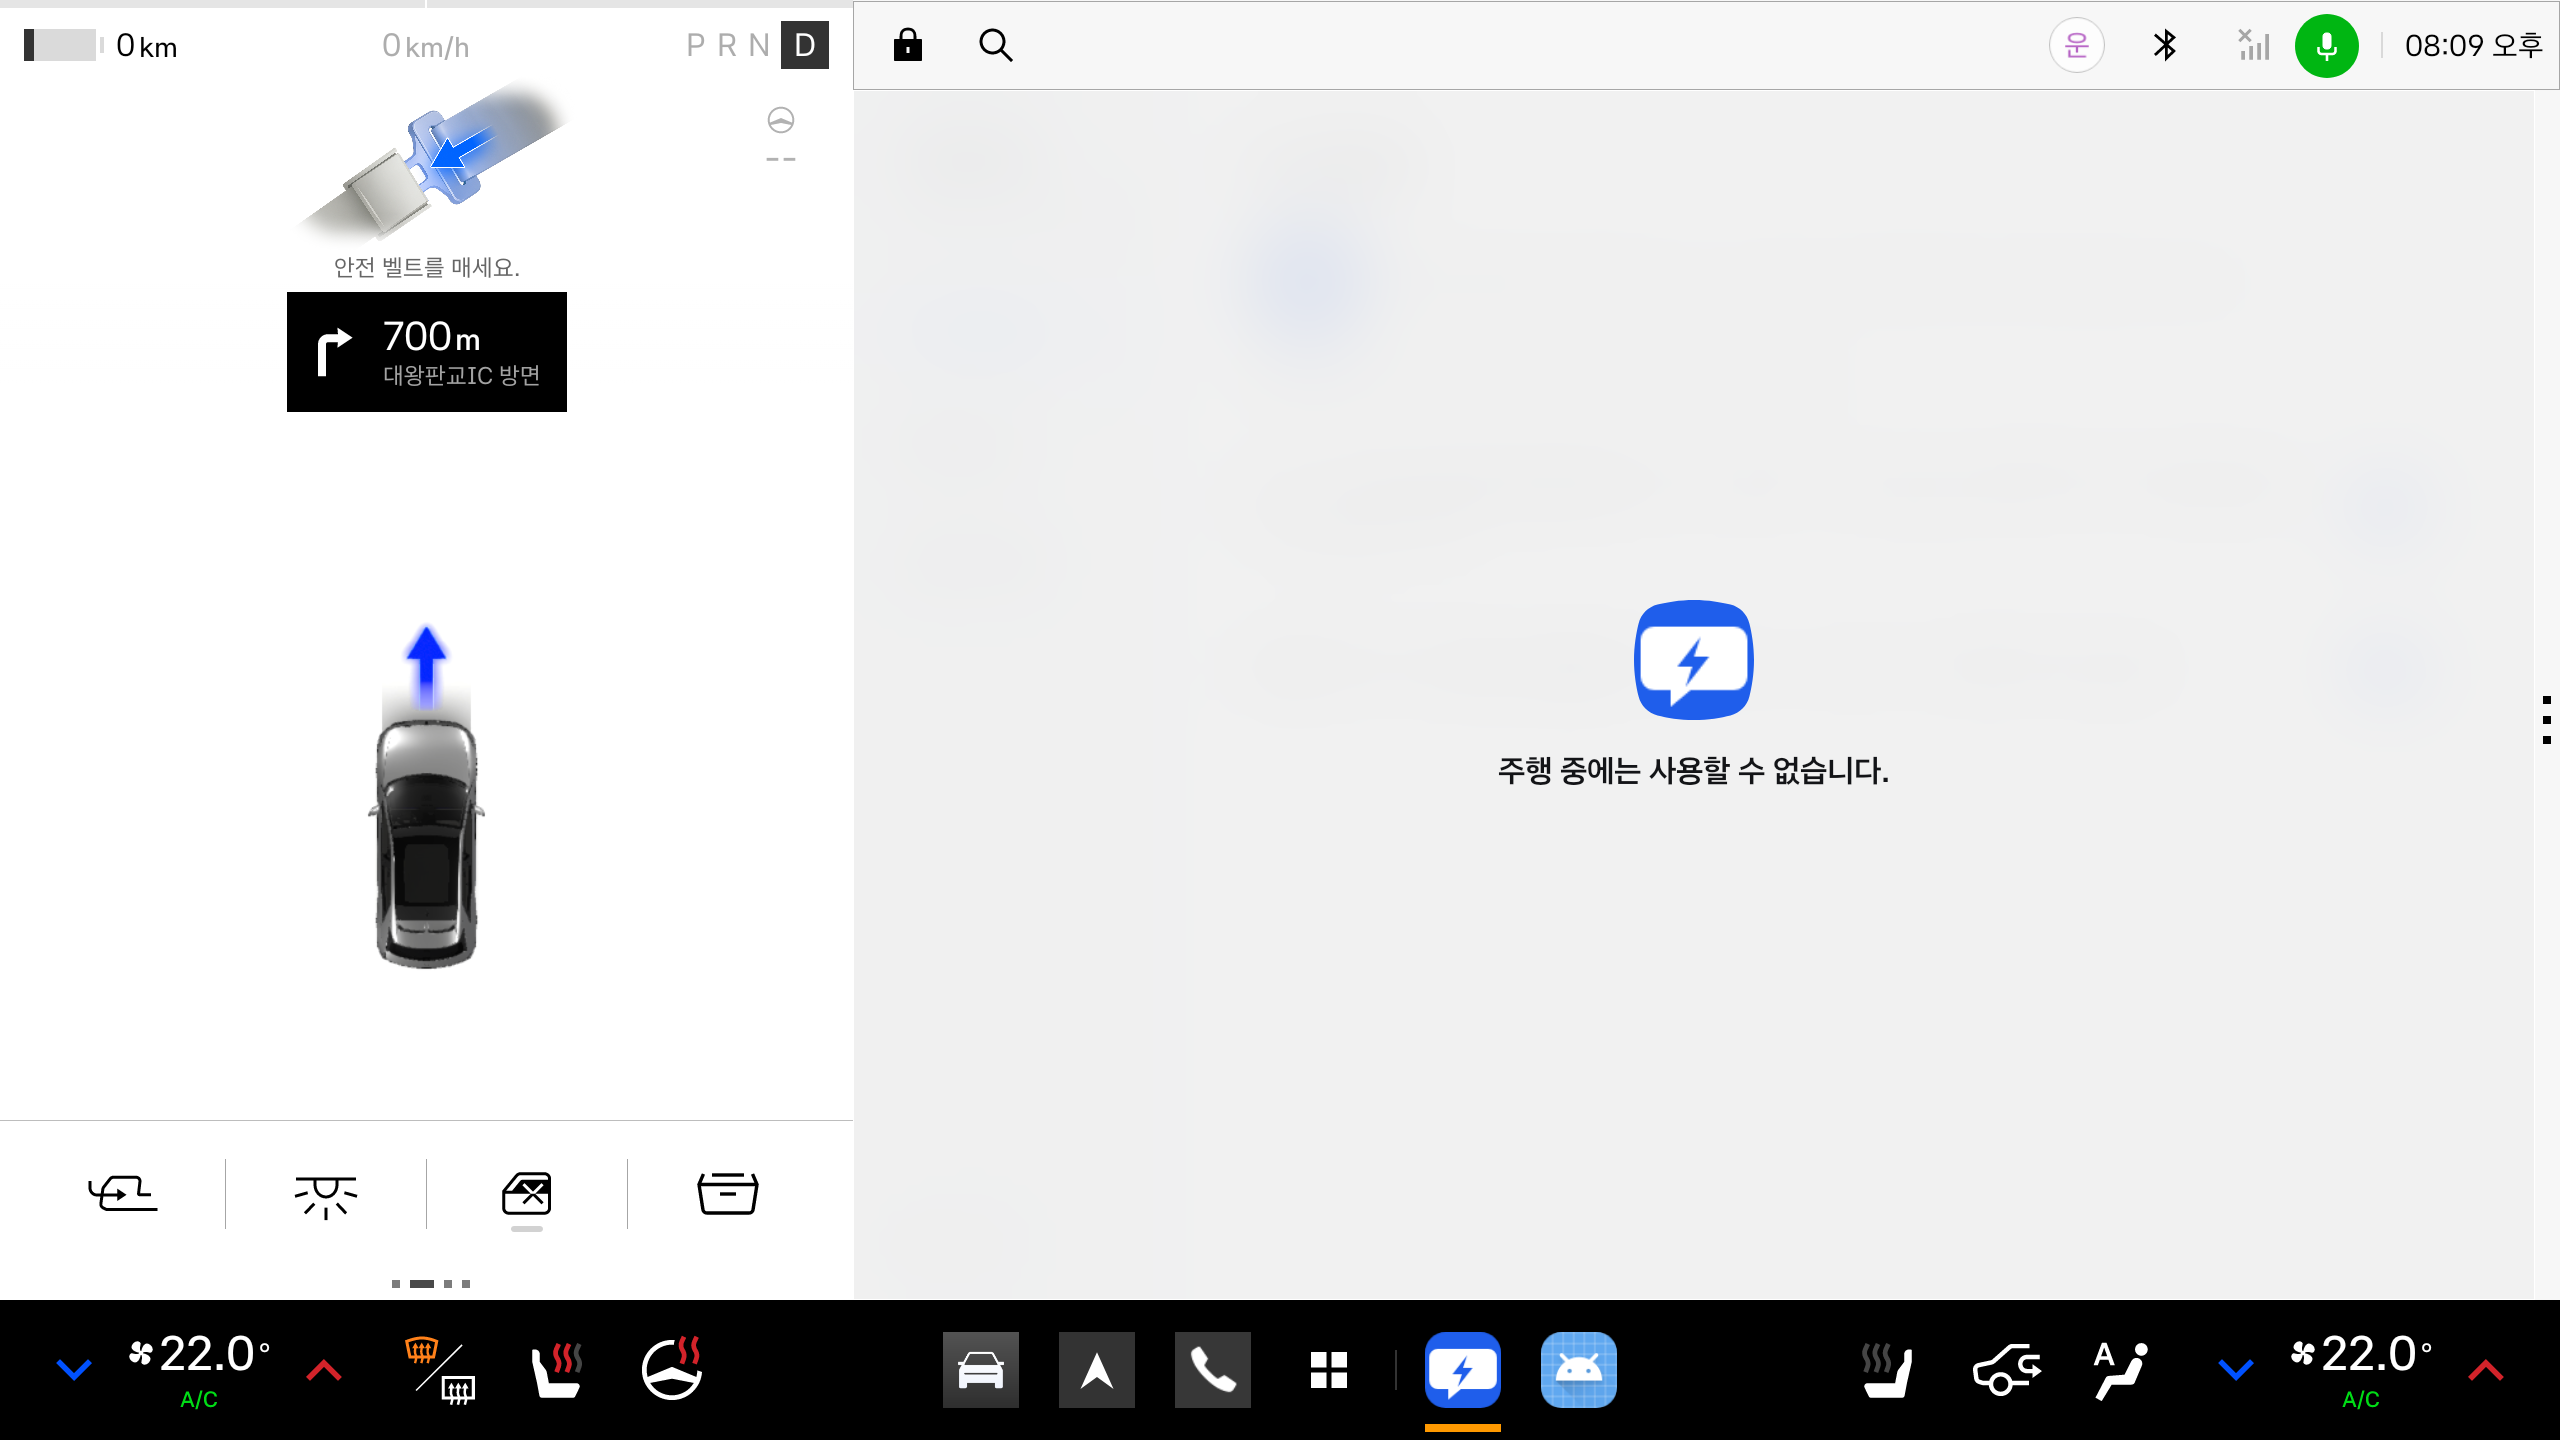 0 km
0 km/h
P R N D
운
08:09 오후
안전 벨트를 매세요.
700 m
대왕판교IC 방면
--
주행 중에는 사용할 수 없습니다.
22.0°
A/C
A
22.0°
A/C